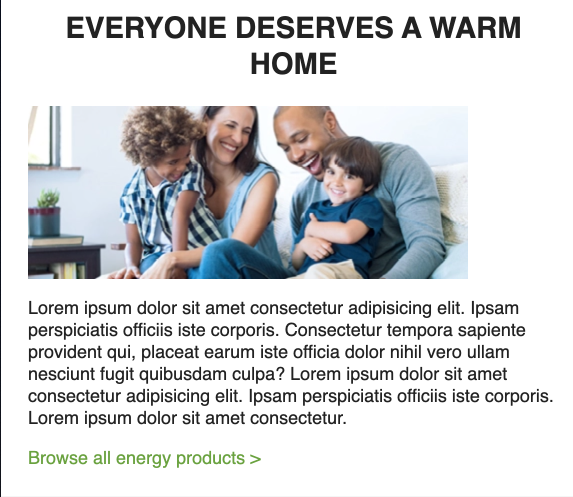 EVERYONE DESERVES A WARM
HOME
Lorem ipsum dolor sit amet consectetur adipisicing elit. Ipsam
perspiciatis officiis iste corporis. Consectetur tempora sapiente
provident qui, placeat earum iste officia dolor nihil vero ullam
nesciunt fugit quibusdam culpa? Lorem ipsum dolor sit amet
consectetur adipisicing elit. Ipsam perspiciatis officiis iste corporis.
Lorem ipsum dolor sit amet consectetur.
Browse all energy products >